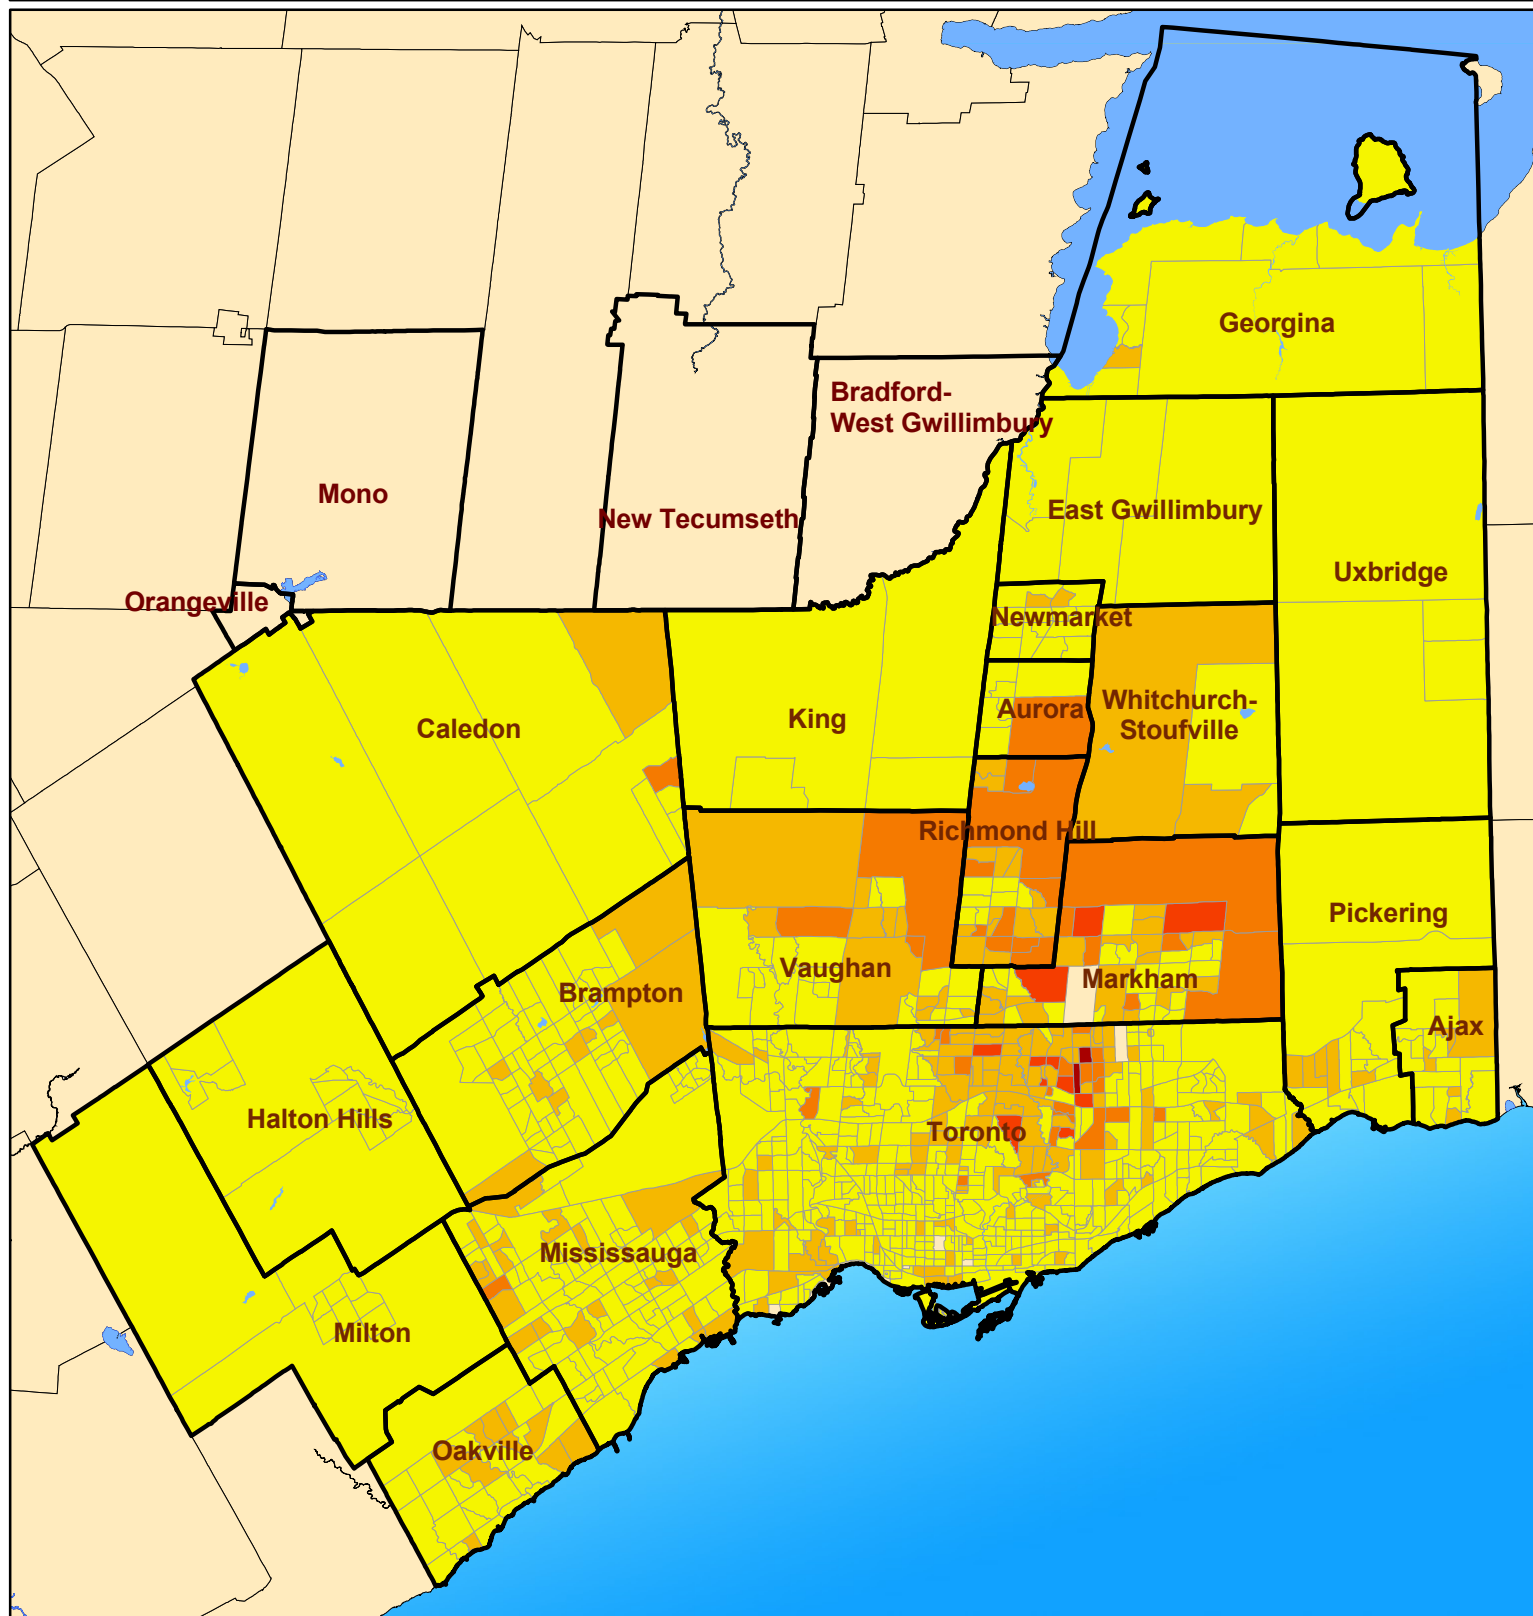 Georgina
Bradford-
West Gwillimbury
Mono
New Tecumseth
East Gwillimbury
Uxbridge
Orangeville
Newmarket
Caledon
King
Aurora
Whitchurch-
Stoufville
Richmond Hill
Pickering
Vaughan
Markham
Brampton
Ajax
Halton Hills
Toronto
Mississauga
Milton
Oakville